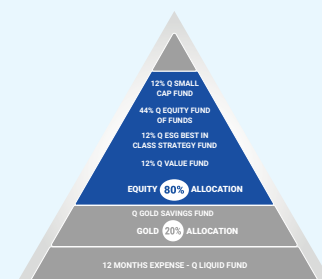 12% Q SMALL
CAP FUND
44% Q EQUITY FUND
OF FUNDS
12% Q ESG BEST IN
CLASS STRATEGY FUND
12% Q VALUE FUND
EQUITY 80% ALLOCATION
Q GOLD SAVINGS FUND
GOLD 20% ALLOCATION
12 MONTHS EXPENSE - Q LIQUID FUND